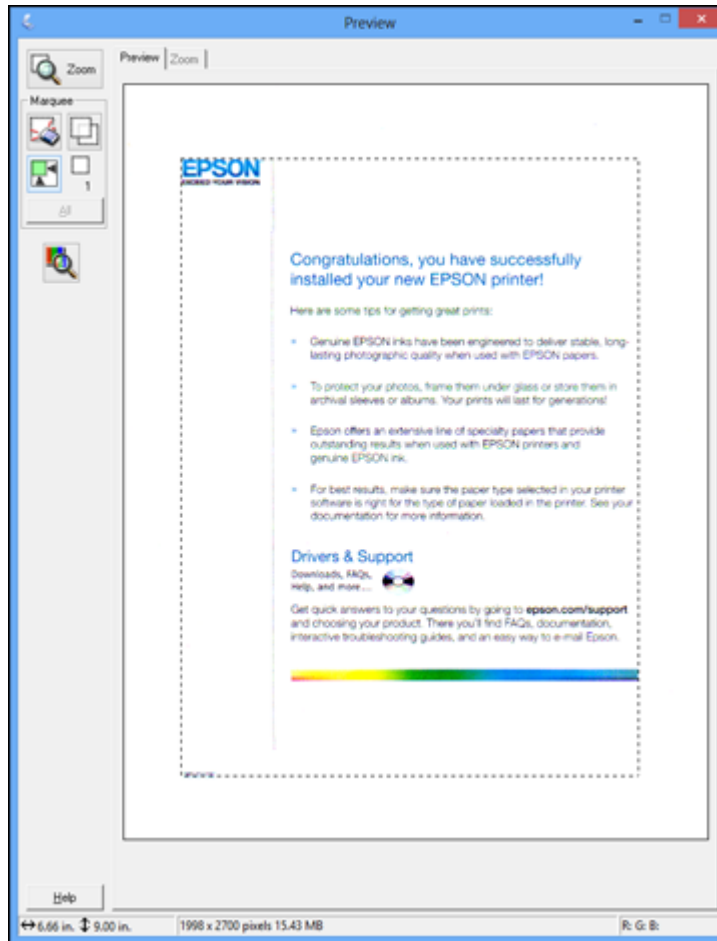 Preview
Zoom
Preview
Zoom
Marquee
1
All
EPSON
EXCEED YOUR VISION
Congratulations, you have successfully
installed your new EPSON printer!
Here are some tips for getting great prints:
Genuine EPSON inks have been engineered to deliver stable, long-
lasting photographic quality when used with EPSON papers.
To protect your photos, frame them under glass or store them in
archival sleeves or albums. Your prints will last for generations!
Epson offers an extensive line of specialty papers that provide
outstanding results when used with EPSON printers and
genuine EPSON ink.
For best results, make sure the paper type selected in your printer
software is right for the type of paper loaded in the printer. See your
documentation for more information.
Drivers & Support
Downloads, FAQs,
Help, and more...
Get quick answers to your questions by going to epson.com/support
and choosing your product. There you'll find FAQs, documentation,
interactive troubleshooting guides, and an easy way to e-mail Epson.
Help
6.66 in. 9.00 in.
1998 x 2700 pixels 15.43 MB
R: G: B: